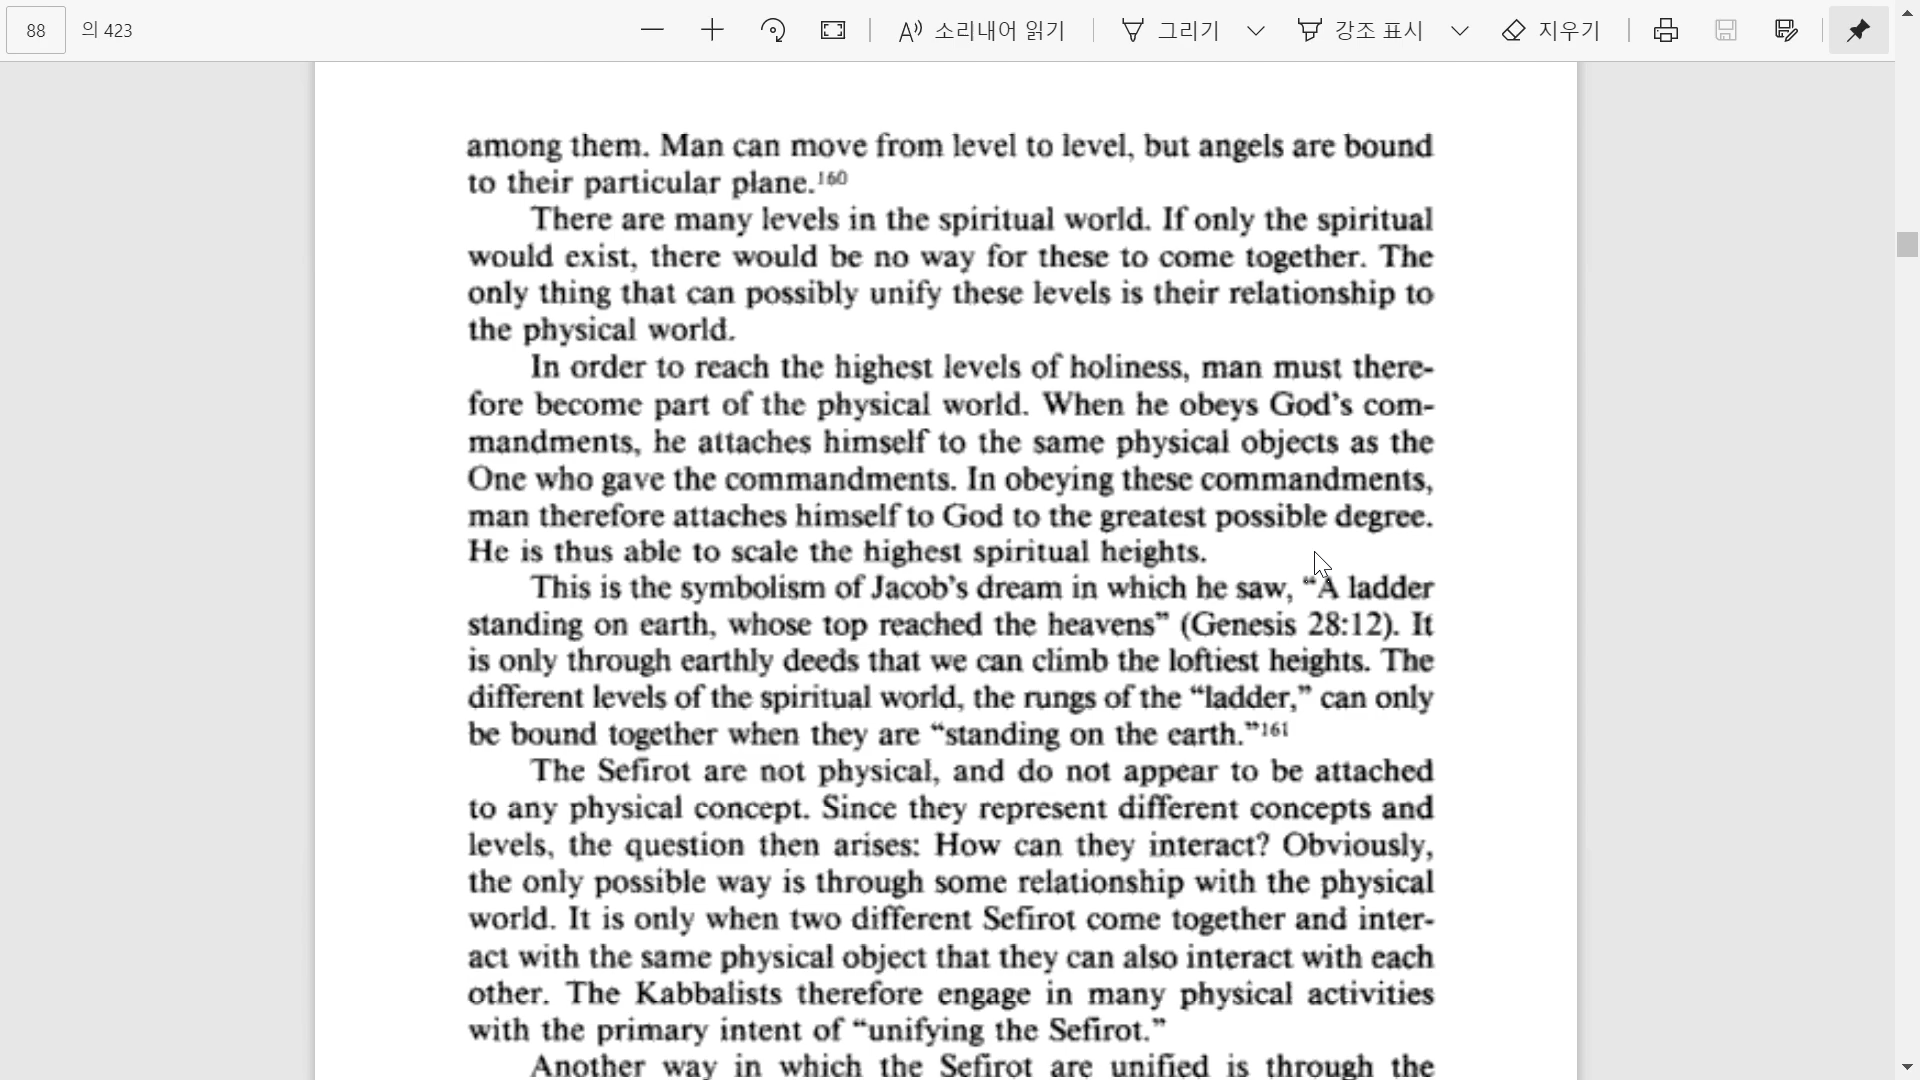 88 의 423 소리내어 읽기 그리기 강조 표시 지우기
among them. Man can move from level to level, but angels are bound
to their particular plane.160
There are many levels in the spiritual world. If only the spiritual
would exist, there would be no way for these to come together. The
only thing that can possibly unify these levels is their relationship to
the physical world.
In order to reach the highest levels of holiness, man must there-
fore become part of the physical world. When he obeys God's com-
mandments, he attaches himself to the same physical objects as the
One who gave the commandments. In obeying these commandments,
man therefore attaches himself to God to the greatest possible degree.
He is thus able to scale the highest spiritual heights.
This is the symbolism of Jacob's dream in which he saw, “A ladder
standing on earth, whose top reached the heavens” (Genesis 28:12). It
is only through earthly deeds that we can climb the loftiest heights. The
different levels of the spiritual world, the rungs of the “ladder,” can only
be bound together when they are “standing on the earth.”161
The Sefirot are not physical, and do not appear to be attached
to any physical concept. Since they represent different concepts and
levels, the question then arises: How can they interact? Obviously,
the only possible way is through some relationship with the physical
world. It is only when two different Sefirot come together and inter-
act with the same physical object that they can also interact with each
other. The Kabbalists therefore engage in many physical activities
with the primary intent of “unifying the Sefirot.”
Another way in which the Sefirot are unified is through the